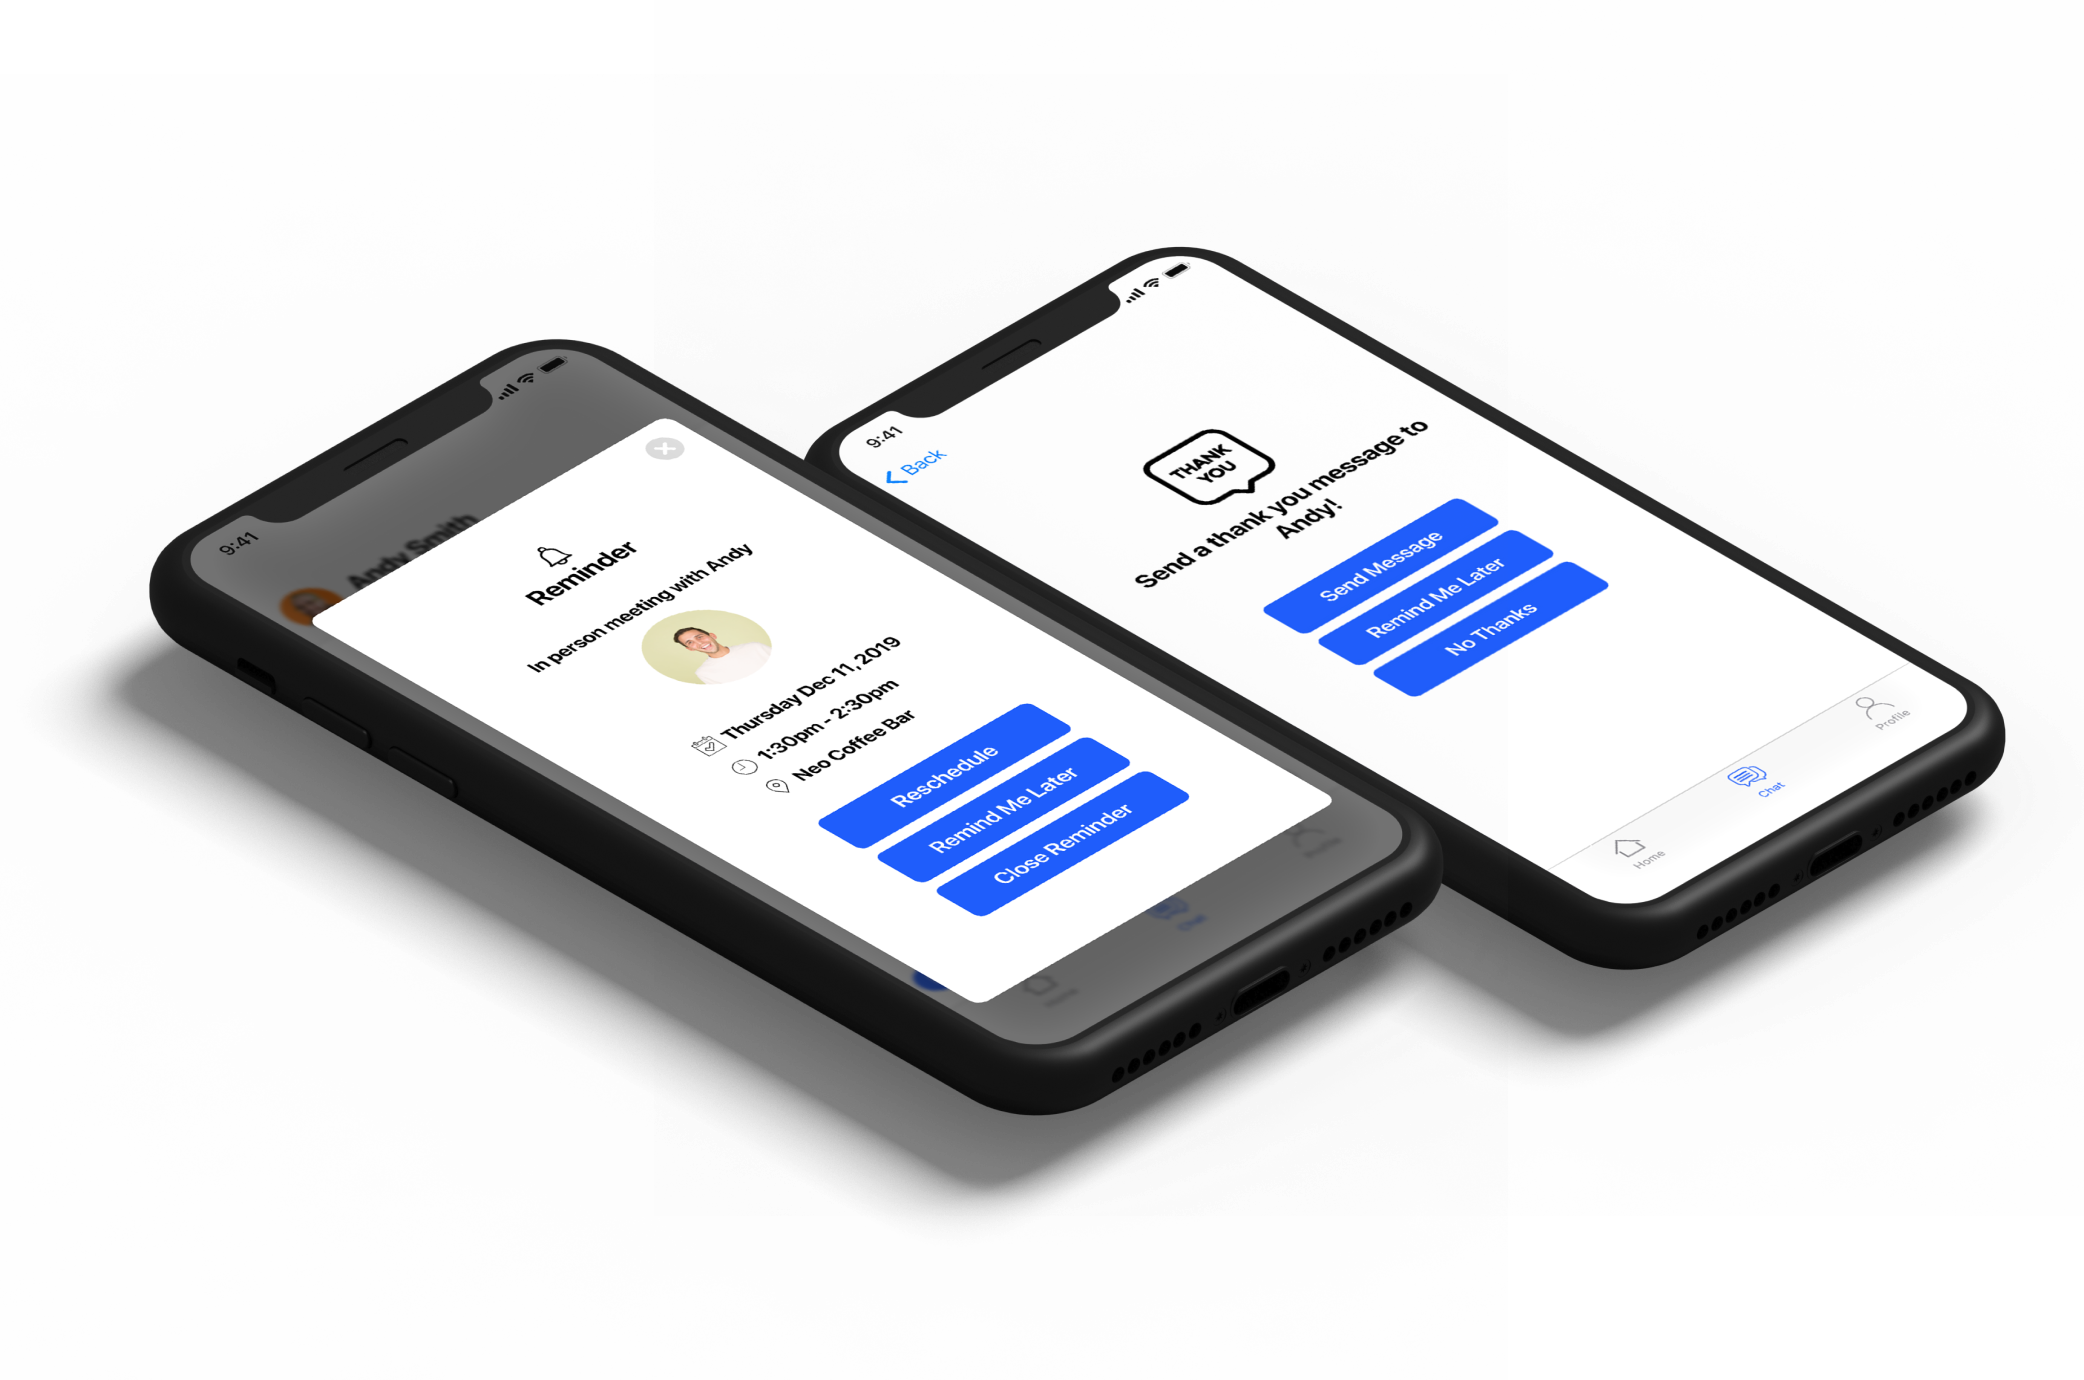 9:41
Andy Smith
Reminder
In person meeting with Andy
Thursday Dec 11, 2019
1:30pm - 2:30pm
Neo Coffee Bar
Reschedule
Remind Me Later
Close Reminder
9:41
Back
THANK
YOU
Send a thank you message to
Andy!
Send Message
Remind Me Later
No Thanks
Home
Chat
Profile